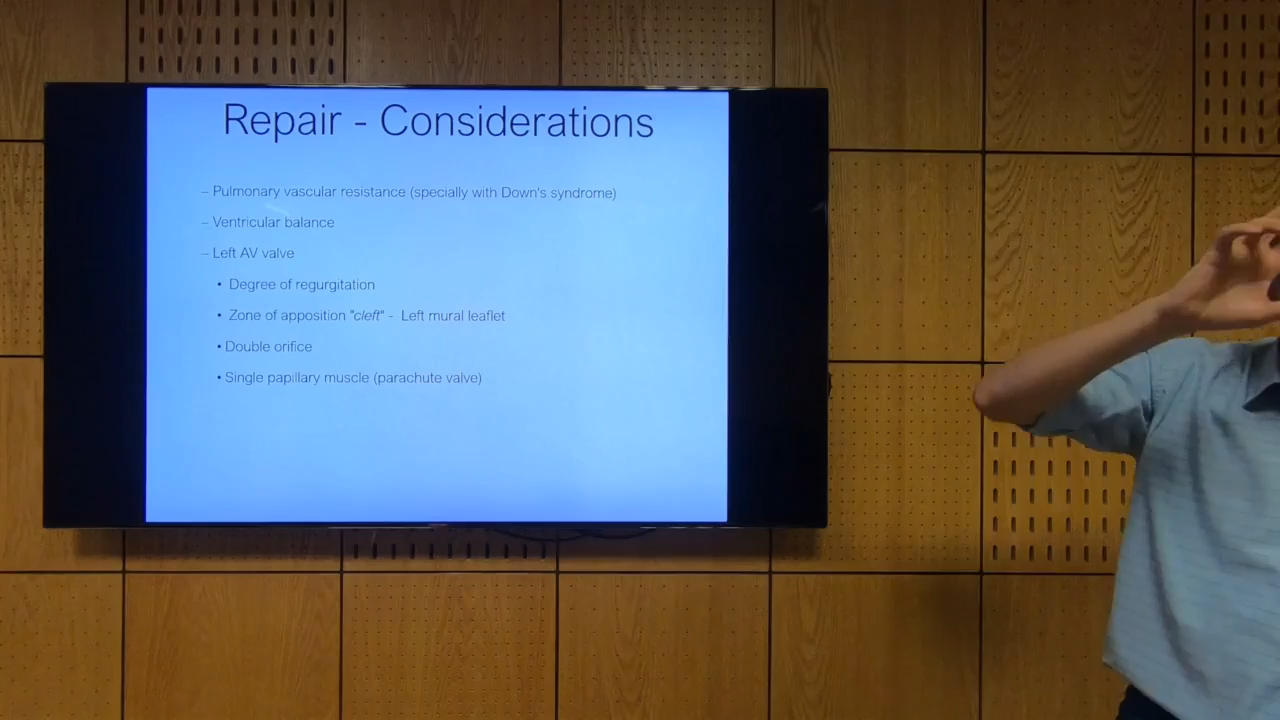 Repair - Considerations
– Pulmonary vascular resistance (specially with Down's syndrome)
– Ventricular balance
– Left AV valve
• Degree of regurgitation
• Zone of apposition "cleft" - Left mural leaflet
• Double orifice
• Single papillary muscle (parachute valve)